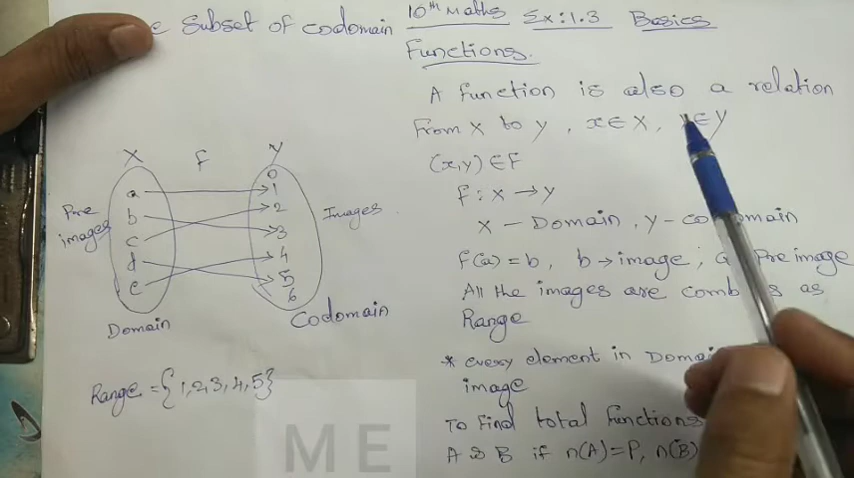 e Subset of codomain
10th Maths Ex:1.3 Basics
Functions.
A function is also a relation
from X to Y, x∈X, y∈Y
(x,y)∈F
f: X→Y
X - Domain, Y - codomain
f(a)=b, b→image, Pre image
All the images are comb s as
Range
* every element in Domai
image
To Find total functions
A to B if n(A)=P, n(B)
X F Y
a
b
c
d
e
0
1
2
3
4
5
6
Pre
images
Images
Domain
Codomain
Range = {1,2,3,4,5}
ME